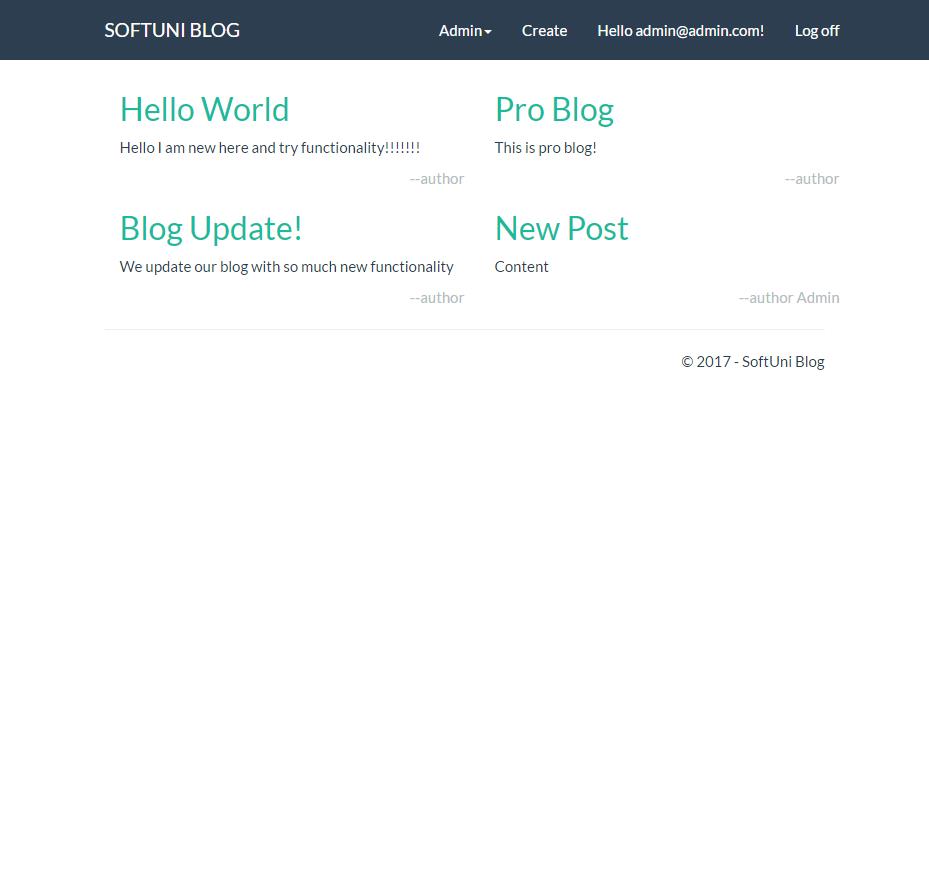 SOFTUNI BLOG Admin Create Hello admin@admin.com! Log off
Hello World
Hello I am new here and try functionality!!!!!!!
--author
Pro Blog
This is pro blog!
--author
Blog Update!
We update our blog with so much new functionality
--author
New Post
Content
--author Admin
© 2017 - SoftUni Blog